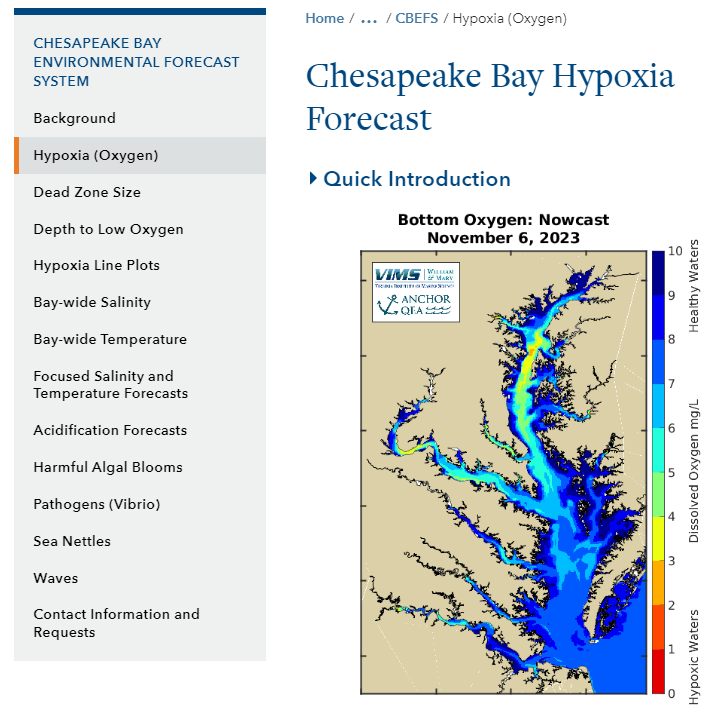 CHESAPEAKE BAY
ENVIRONMENTAL FORECAST
SYSTEM
Background
Hypoxia (Oxygen)
Dead Zone Size
Depth to Low Oxygen
Hypoxia Line Plots
Bay-wide Salinity
Bay-wide Temperature
Focused Salinity and
Temperature Forecasts
Acidification Forecasts
Harmful Algal Blooms
Pathogens (Vibrio)
Sea Nettles
Waves
Contact Information and
Requests
Home / ... / CBEFS / Hypoxia (Oxygen)
Chesapeake Bay Hypoxia
Forecast
Quick Introduction
Bottom Oxygen: Nowcast
November 6, 2023
VIMS | WILLIAM
& MARY
VIRGINIA INSTITUTE OF MARINE SCIENCE
ANCHOR
QEA
10
9
8
7
6
5
4
3
2
1
0
Healthy Waters
Dissolved Oxygen mg/L
Hypoxic Waters